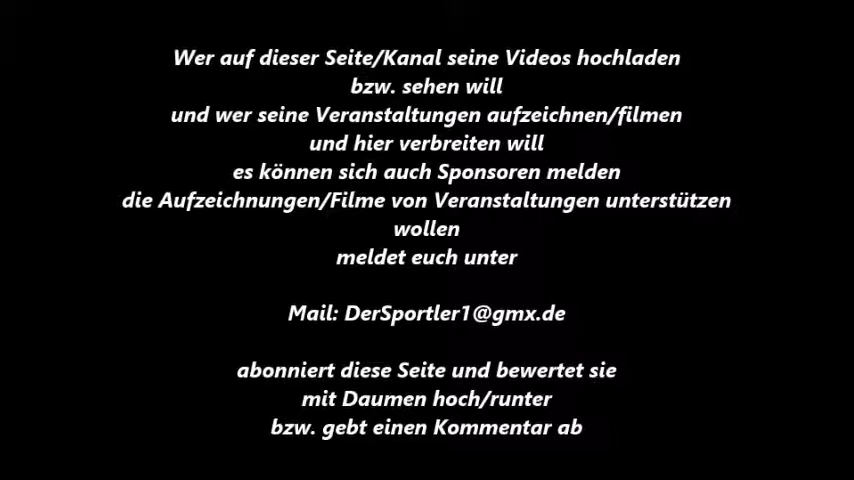 Wer auf dieser Seite/Kanal seine Videos hochladen
bzw. sehen will
und wer seine Veranstaltungen aufzeichnen/filmen
und hier verbreiten will
es können sich auch Sponsoren melden
die Aufzeichnungen/Filme von Veranstaltungen unterstützen
wollen
meldet euch unter
Mail: DerSportler1@gmx.de
abonniert diese Seite und bewertet sie
mit Daumen hoch/runter
bzw. gebt einen Kommentar ab